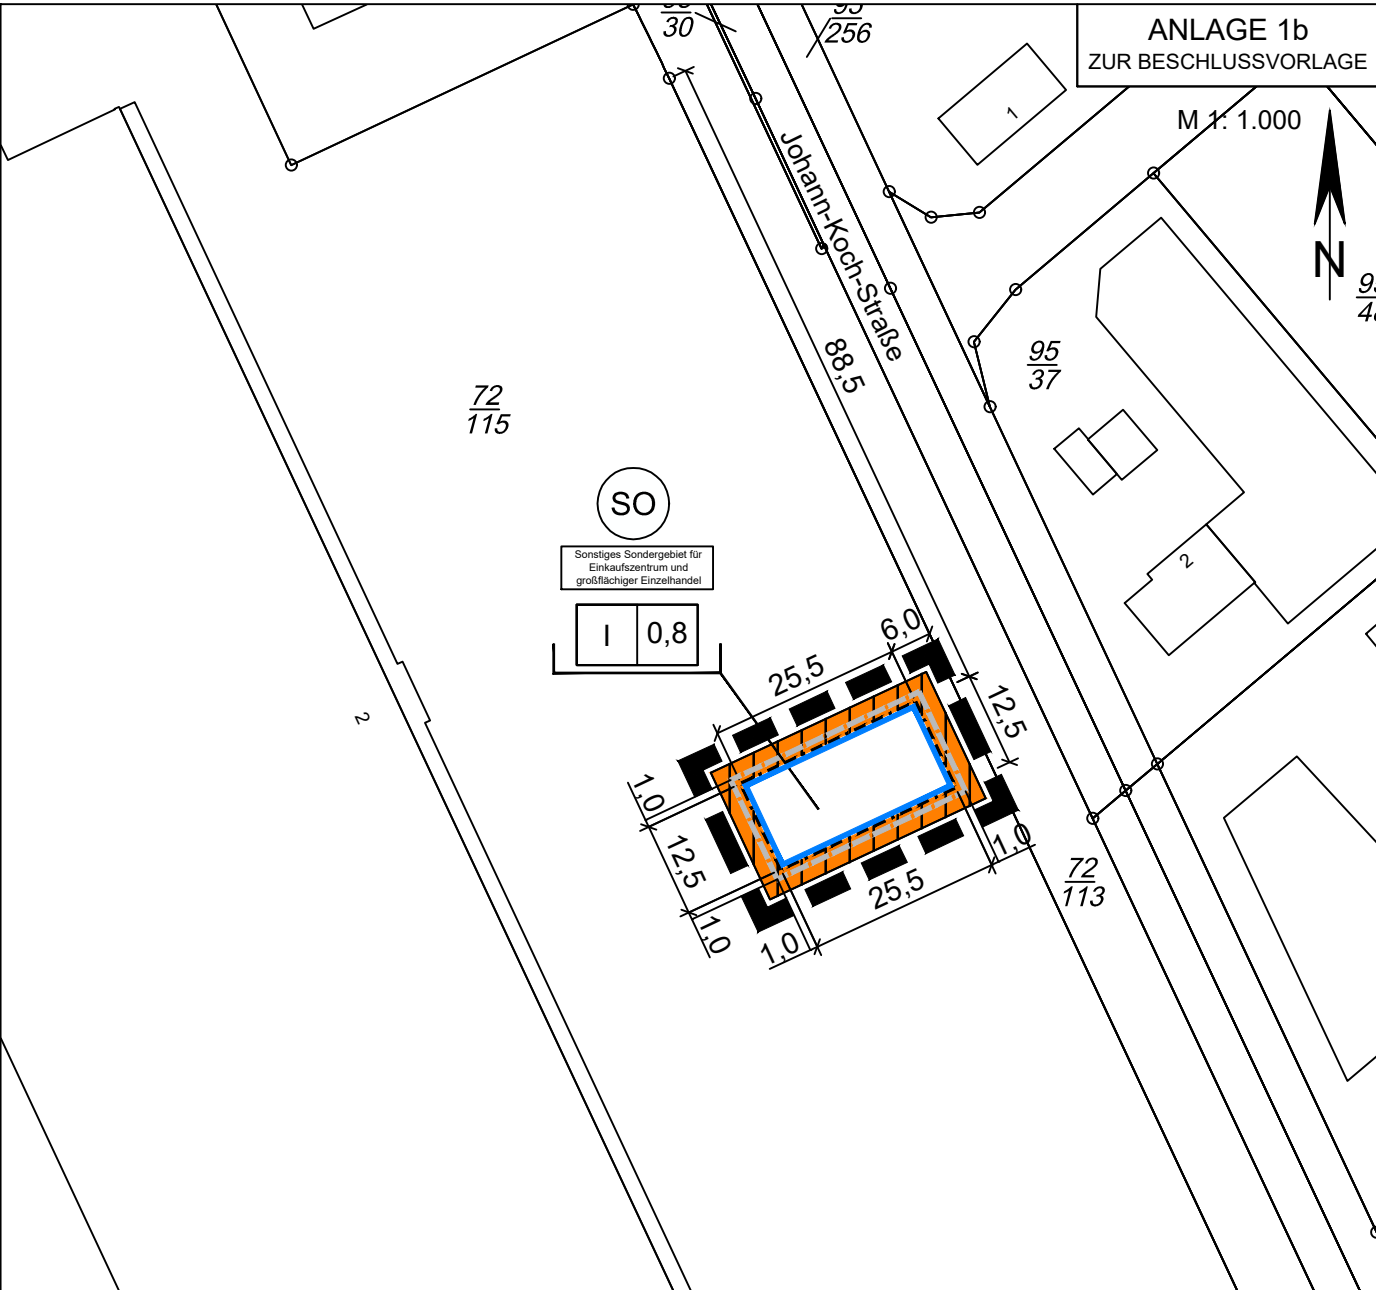 30
95
256
ANLAGE 1b
ZUR BESCHLUSSVORLAGE
M 1: 1.000
1
N
Johann-Koch-Straße
88,5
95
37
72
115
SO
Sonstiges Sondergebiet für
Einkaufszentrum und
großflächiger Einzelhandel
I 0,8
2
2
6,0
25,5
12,5
1,0
12,5
1,0
1,0
25,5
1,0
72
113